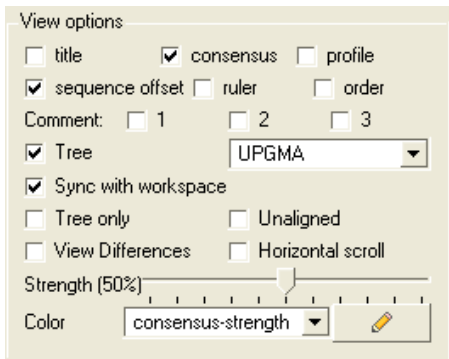 View options
title consensus profile
sequence offset ruler order
Comment: 1 2 3
Tree UPGMA
Sync with workspace
Tree only Unaligned
View Differences Horizontal scroll
Strength (50%)
Color consensus-strength